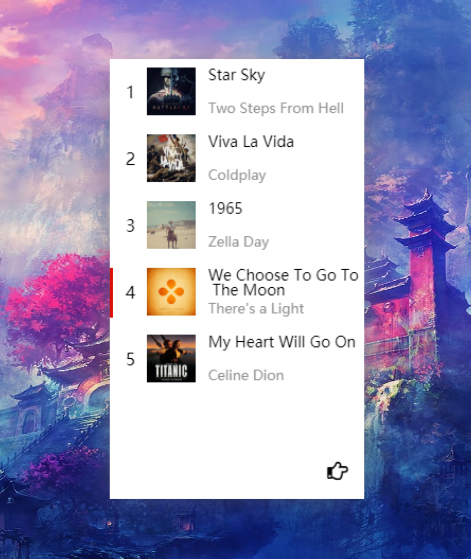 1
Star Sky
Two Steps From Hell
2
Viva La Vida
Coldplay
3
1965
Zella Day
4
We Choose To Go To
The Moon
There's a Light
5
My Heart Will Go On
TITANIC
Celine Dion